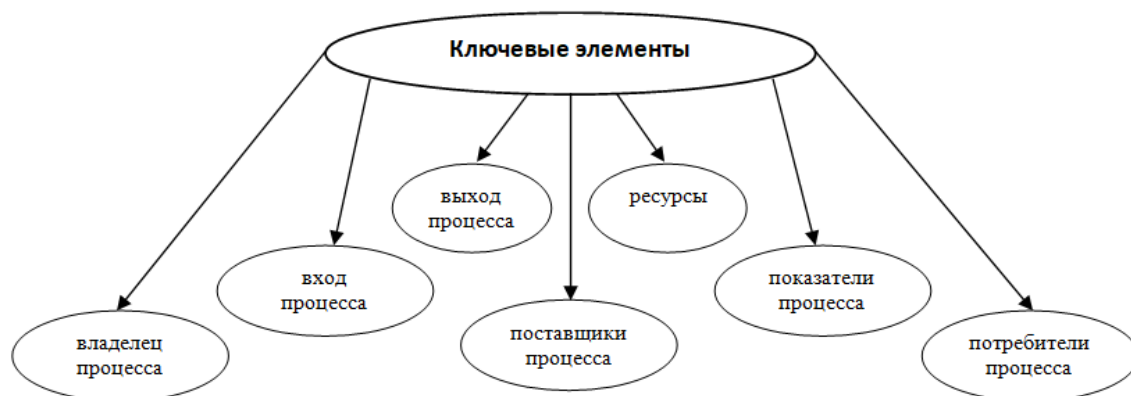 Ключевые элементы
выход
процесса
ресурсы
вход
процесса
показатели
процесса
владелец
процесса
поставщики
процесса
потребители
процесса